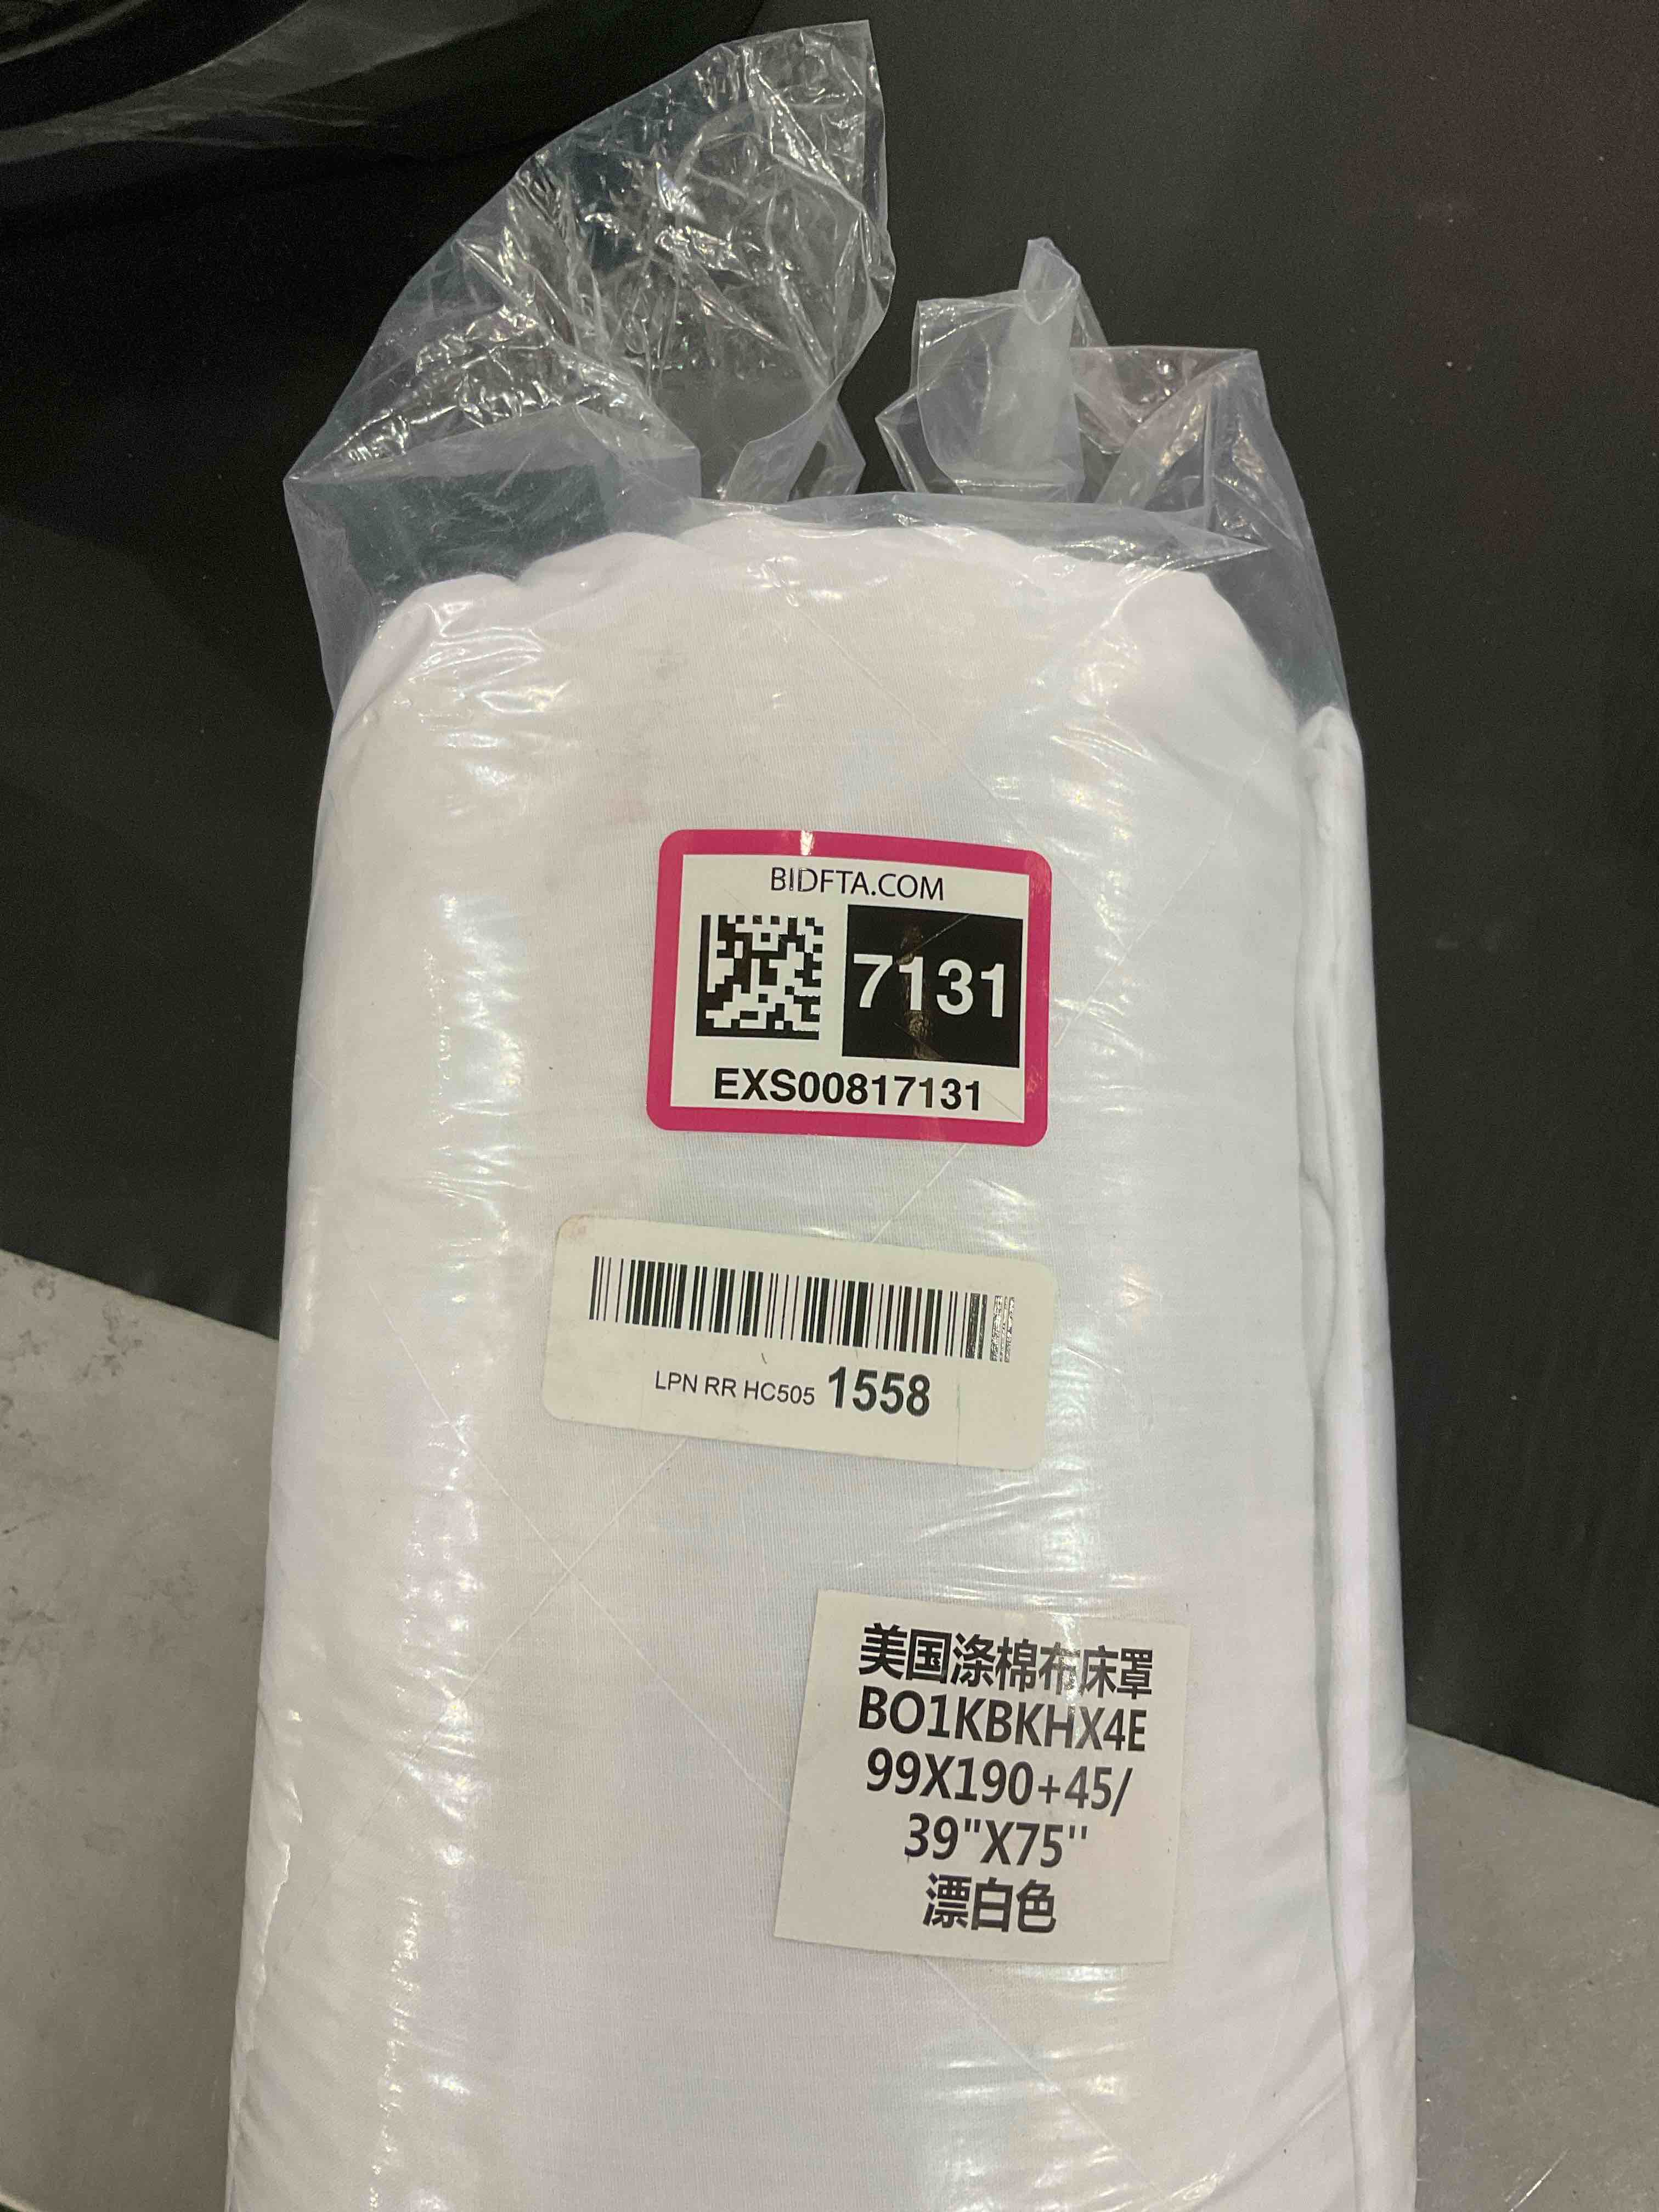 BIDFTA.COM
7131
EXS00817131
LPN RR HC505 1558
美国涤棉布床罩
BO1KBKHX4E
99X190+45/
39"X75''
漂白色